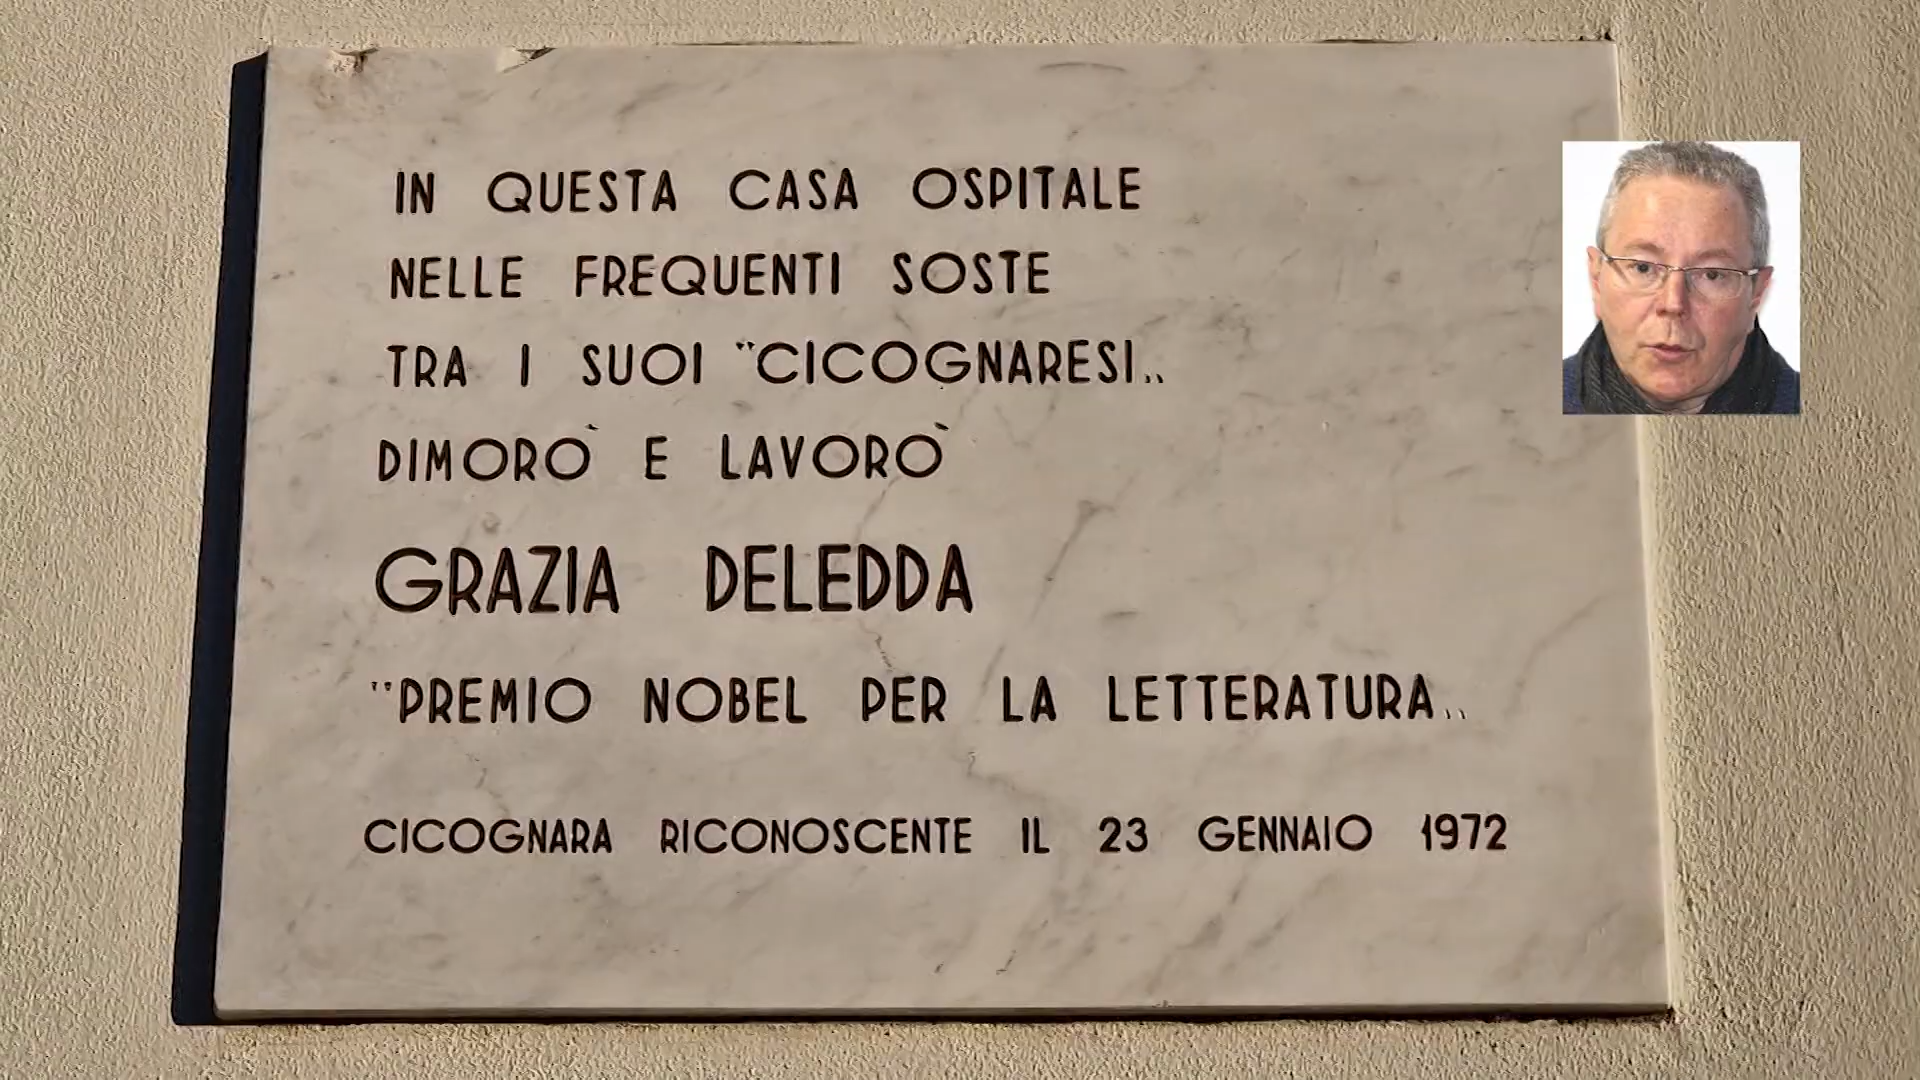 IN QUESTA CASA OSPITALE
NELLE FREQUENTI SOSTE
TRA I SUOI "CICOGNARESI„
DIMORÒ E LAVORÒ
GRAZIA DELEDDA
"PREMIO NOBEL PER LA LETTERATURA„
CICOGNARA RICONOSCENTE IL 23 GENNAIO 1972